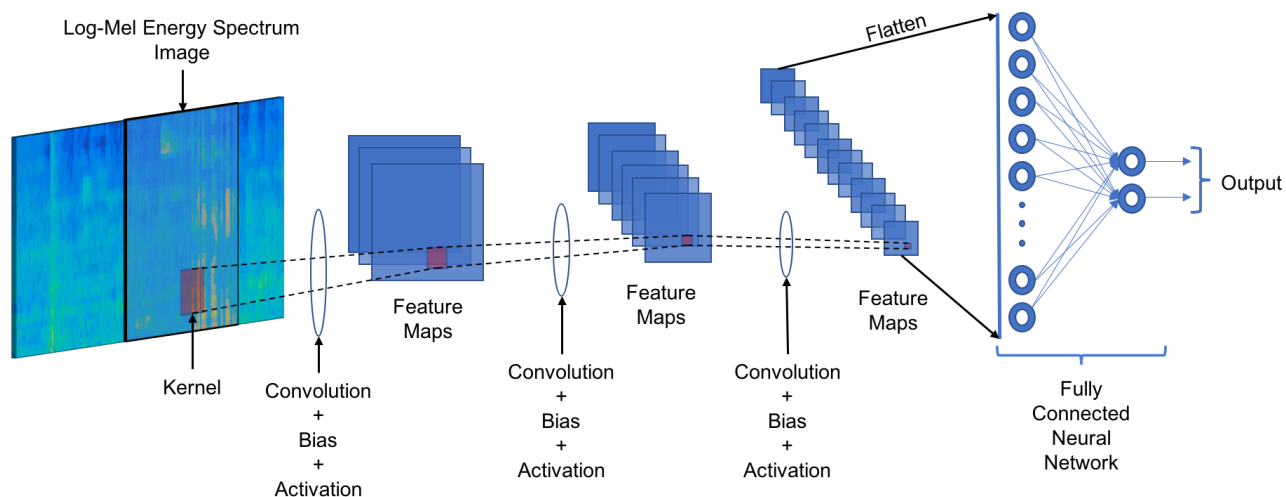 Log-Mel Energy Spectrum
Image
Kernel
Convolution
+
Bias
+
Activation
Feature
Maps
Convolution
+
Bias
+
Activation
Feature
Maps
Convolution
+
Bias
+
Activation
Feature
Maps
Flatten
Fully
Connected
Neural
Network
Output